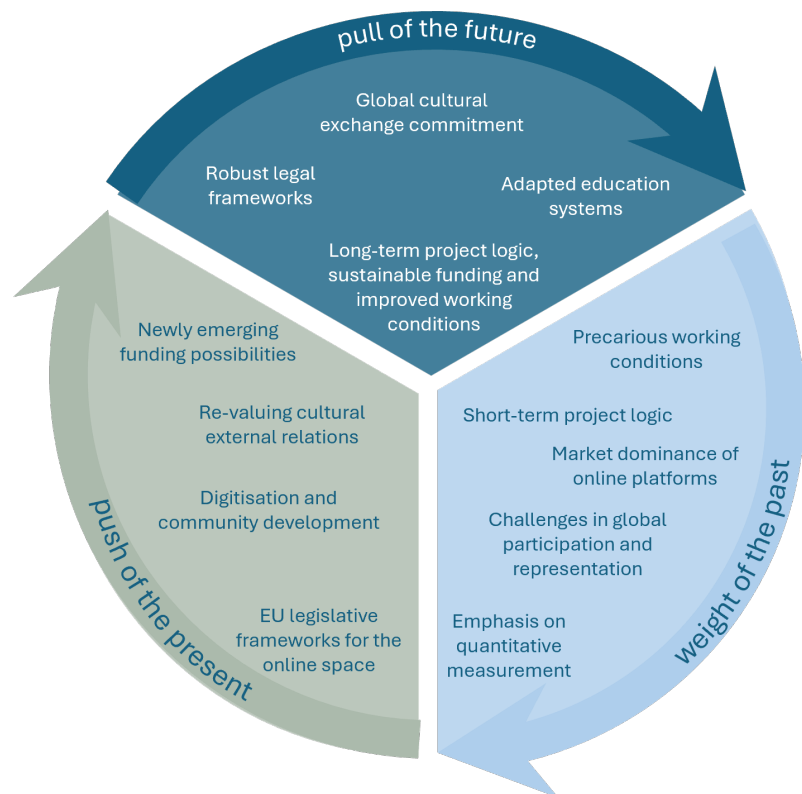 pull of the future
Global cultural
exchange commitment
Robust legal
frameworks
Adapted education
systems
Long-term project logic,
sustainable funding and
improved working
conditions
Precarious working
conditions
Short-term project logic
Market dominance of
online platforms
Challenges in global
participation and
representation
Emphasis on
quantitative
measurement
weight of the past
Newly emerging
funding possibilities
Re-valuing cultural
external relations
Digitisation and
community development
EU legislative
frameworks for the
online space
push of the present